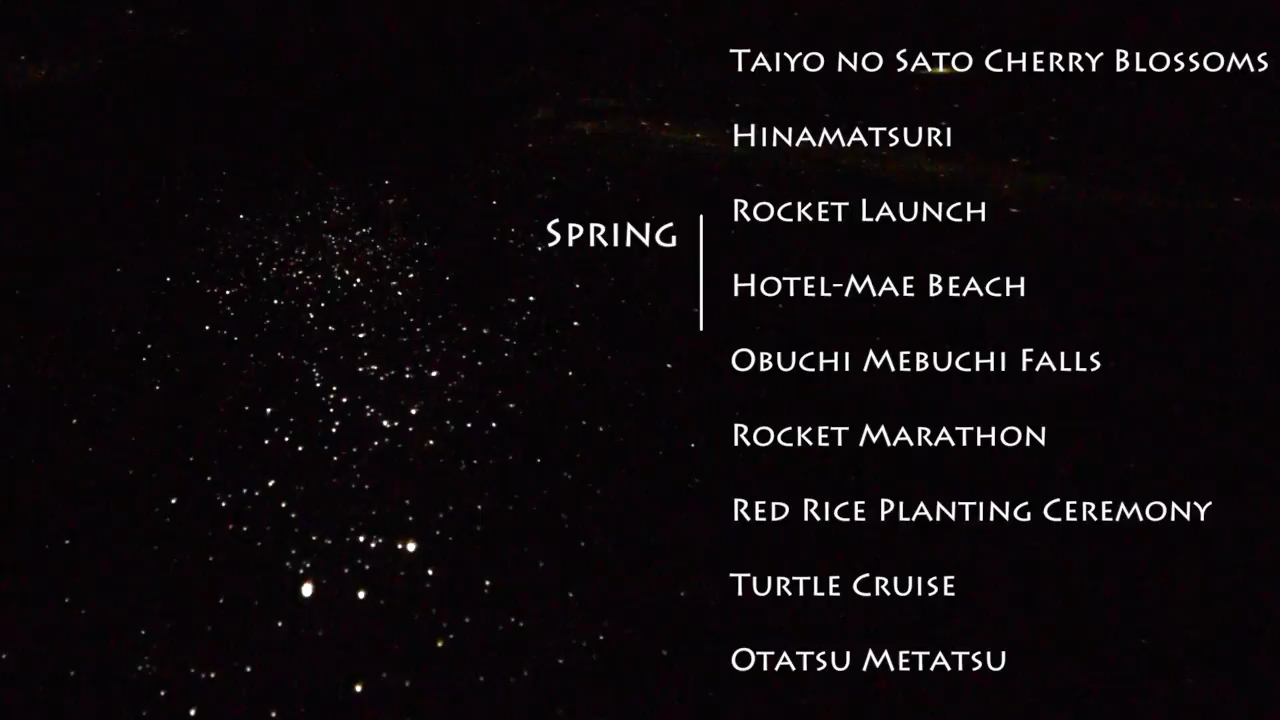 Spring
Taiyo no Sato Cherry Blossoms
Hinamatsuri
Rocket Launch
Hotel-Mae Beach
Obuchi Mebuchi Falls
Rocket Marathon
Red Rice Planting Ceremony
Turtle Cruise
Otatsu Metatsu